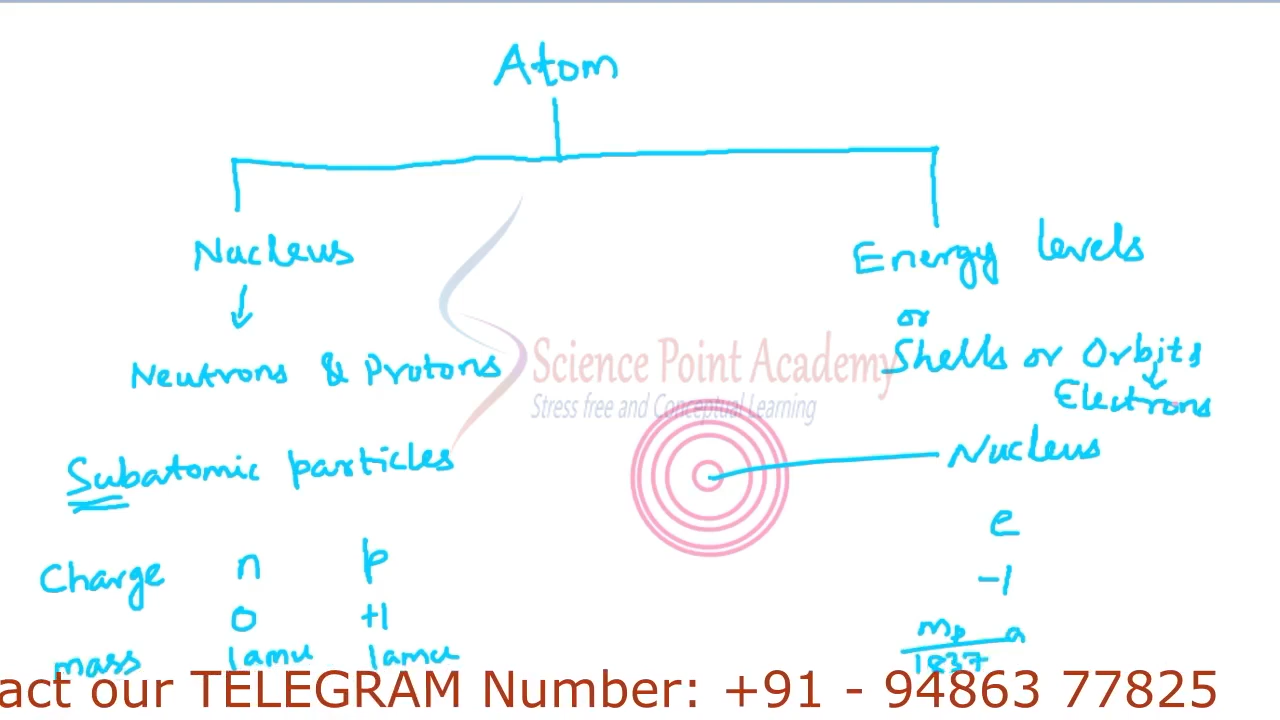 Atom
Nucleus
Energy levels
or
Neutrons & Protons
Shells or Orbits
Electrons
Science Point Academy
Stress free and Conceptual Learning
Subatomic particles
Nucleus
Charge n p e
0 +1 -1
mass 1amu 1amu
1837
act our TELEGRAM Number: +91 - 94863 77825